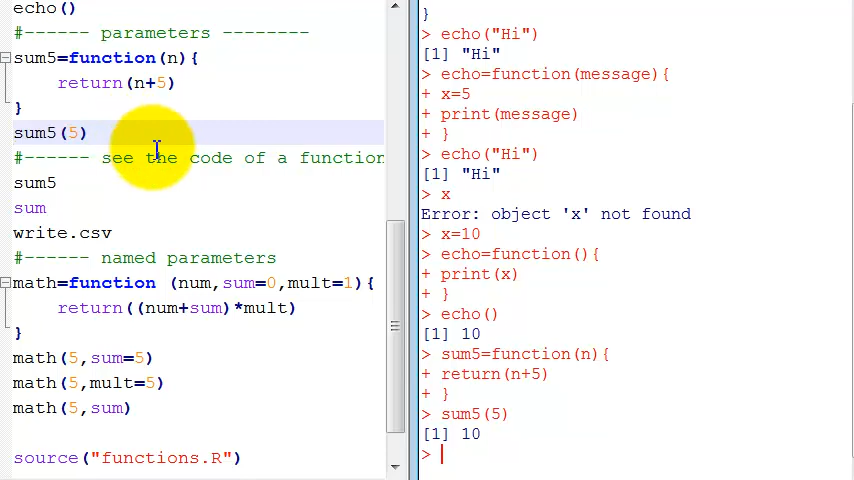 echo()
#------ parameters --------
sum5=function(n){
    return(n+5)
}
sum5(5)
#------ see the code of a function
sum5
sum
write.csv
#------ named parameters
math=function (num,sum=0,mult=1){
    return((num+sum)*mult)
}
math(5,sum=5)
math(5,mult=5)
math(5,sum)
source("functions.R")
}
> echo("Hi")
[1] "Hi"
> echo=function(message){
+ x=5
+ print(message)
+ }
> echo("Hi")
[1] "Hi"
> x
Error: object 'x' not found
> x=10
> echo=function(){
+ print(x)
+ }
> echo()
[1] 10
> sum5=function(n){
+ return(n+5)
+ }
> sum5(5)
[1] 10
>